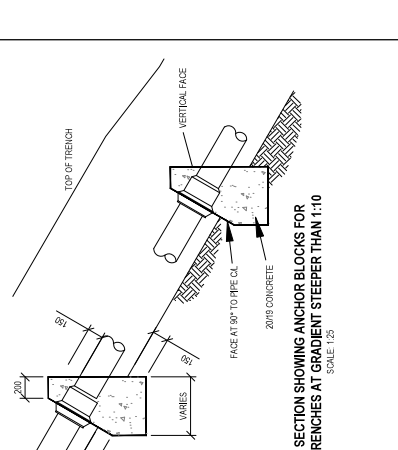 TOP OF TRENCH
VERTICAL FACE
FACE AT 90° TO PIPE C/L
20/19 CONCRETE
150
150
200
VARIES
SECTION SHOWING ANCHOR BLOCKS FOR
RENCHES AT GRADIENT STEEPER THAN 1:10
SCALE 1:25